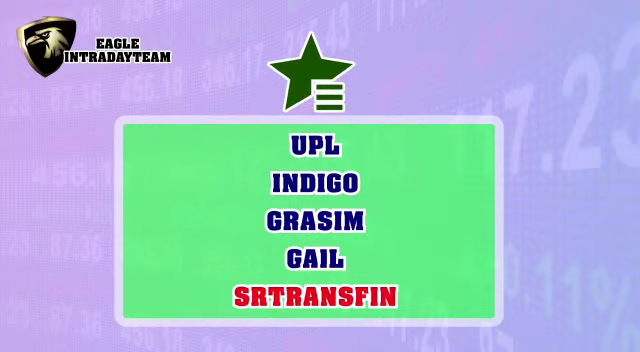 EAGLE
INTRADAYTEAM
UPL
INDIGO
GRASIM
GAIL
SRTRANSFIN